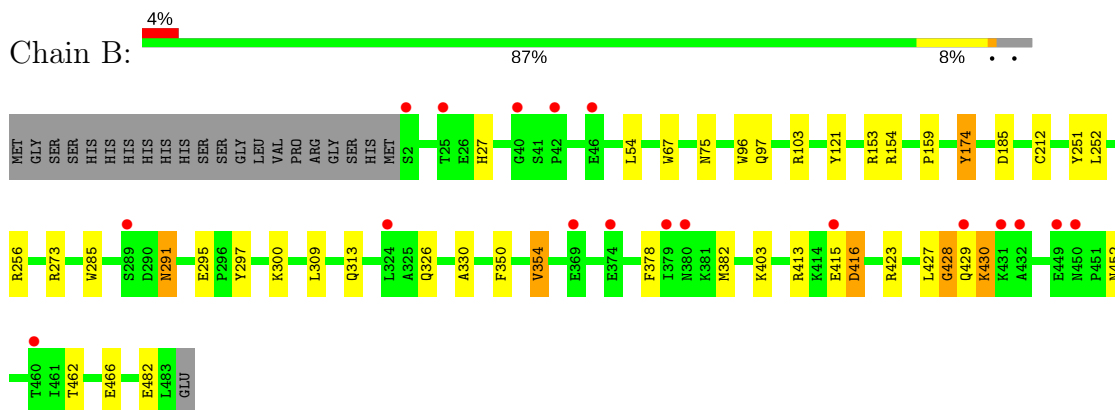 4%
Chain B:
87% 8% • •
MET GLY SER SER HIS HIS HIS HIS HIS HIS SER SER GLY LEU VAL PRO ARG GLY SER HIS MET S2 T25 E26 H27 G40 S41 P42 E46 L54 W67 N75 W96 Q97 R103 Y121 R153 R154 P159 Y174 D185 C212 Y251 L252
R256 R273 W285 S289 D290 N291 E295 P296 Y297 K300 L309 Q313 L324 A325 Q326 A330 F350 V354 E369 E374 F378 I379 N380 K381 M382 K403 R413 K414 E415 D416 R423 L427 G428 Q429 K430 K431 A432 E449 N450 P451 N452
T460 I461 T462 E466 E482 L483 GLU